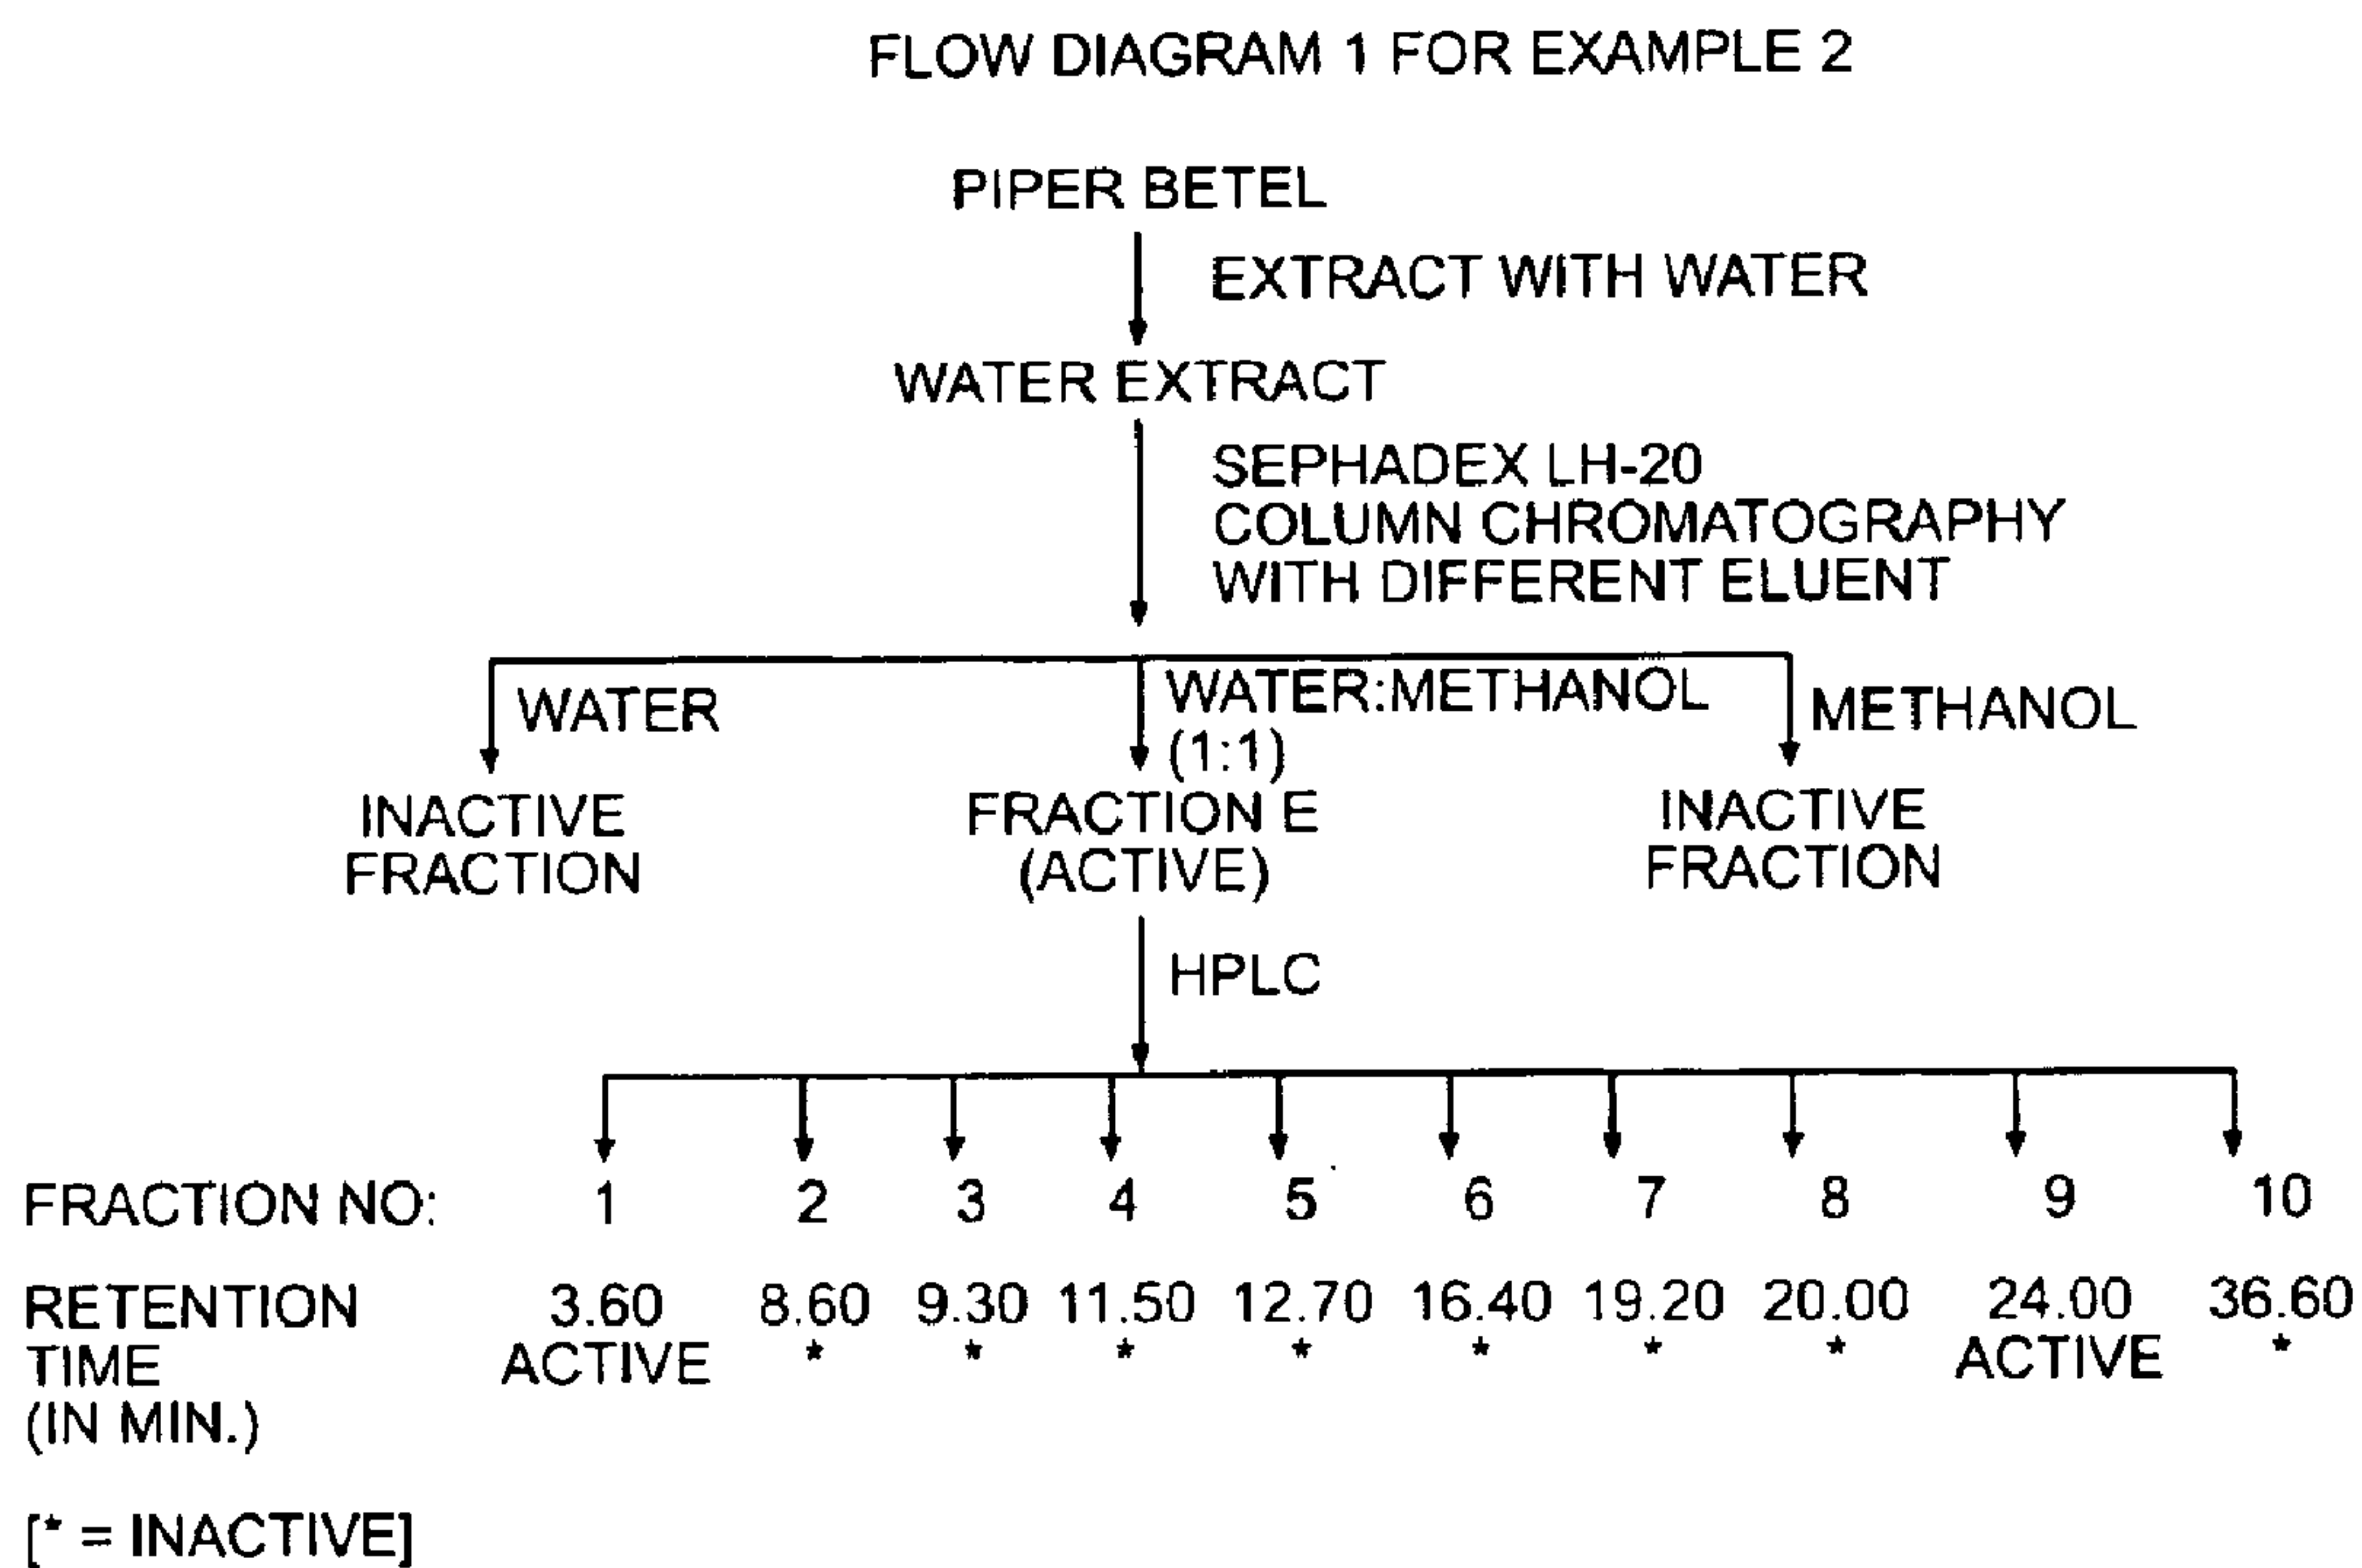 FLOW DIAGRAM 1 FOR EXAMPLE 2
PIPER BETEL
EXTRACT WITH WATER
WATER EXTRACT
SEPHADEX LH-20
COLUMN CHROMATOGRAPHY
WITH DIFFERENT ELUENT
WATER
WATER:METHANOL
(1:1)
METHANOL
INACTIVE
FRACTION
FRACTION E
(ACTIVE)
INACTIVE
FRACTION
HPLC
FRACTION NO: 1 2 3 4 5 6 7 8 9 10
RETENTION 3.60 8.60 9.30 11.50 12.70 16.40 19.20 20.00 24.00 36.60
TIME ACTIVE * * * * * * * ACTIVE *
(IN MIN.)
[* = INACTIVE]